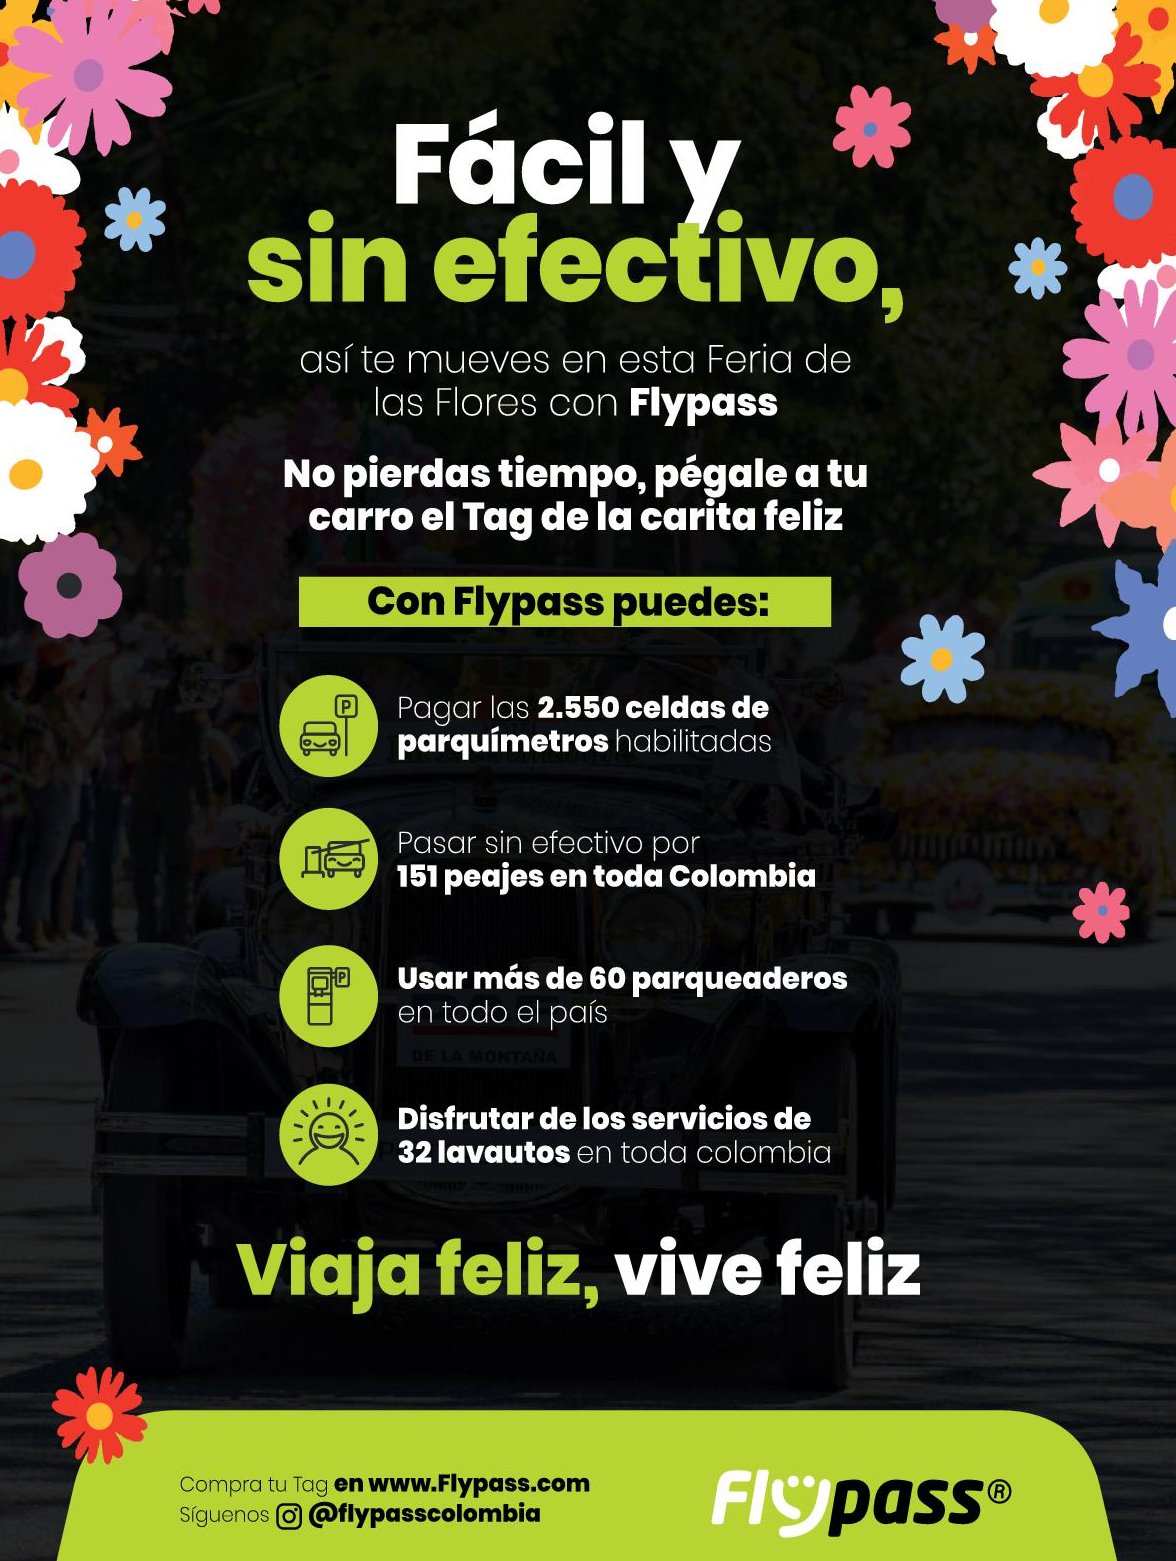 Fácil y
sin efectivo,
así te mueves en esta Feria de
las Flores con Flypass
No pierdas tiempo, pégale a tu
carro el Tag de la carita feliz
Con Flypass puedes:
P
Pagar las 2.550 celdas de
parquímetros habilitadas
Pasar sin efectivo por
151 peajes en toda Colombia
P
Usar más de 60 parqueaderos
en todo el país
DE LA MONTAÑA
Disfrutar de los servicios de
32 lavautos en toda colombia
Viaja feliz, vive feliz
Compra tu Tag en www.Flypass.com
Síguenos @flypasscolombia
Flypass®